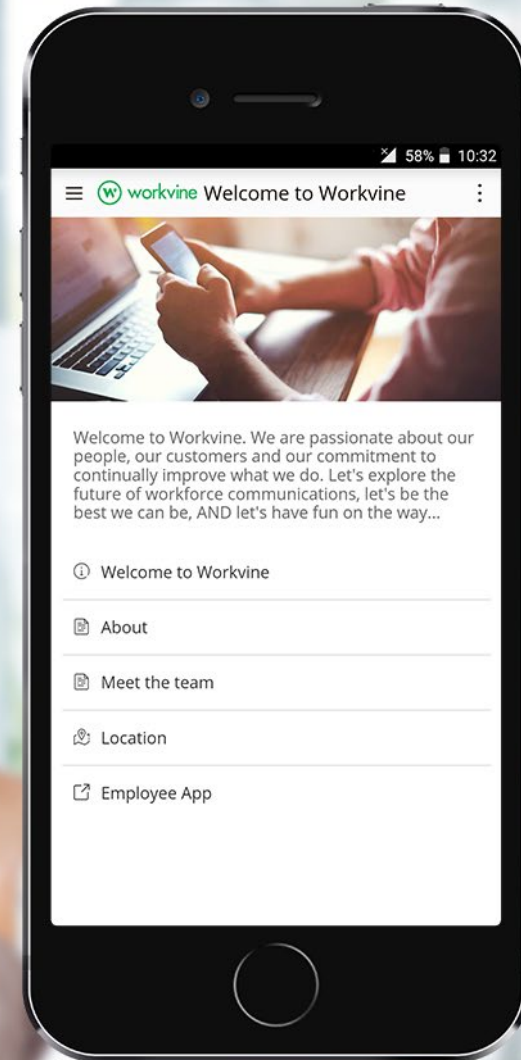 58% 10:32
workvine Welcome to Workvine
Welcome to Workvine. We are passionate about our
people, our customers and our commitment to
continually improve what we do. Let's explore the
future of workforce communications, let's be the
best we can be, AND let's have fun on the way...
Welcome to Workvine
About
Meet the team
Location
Employee App